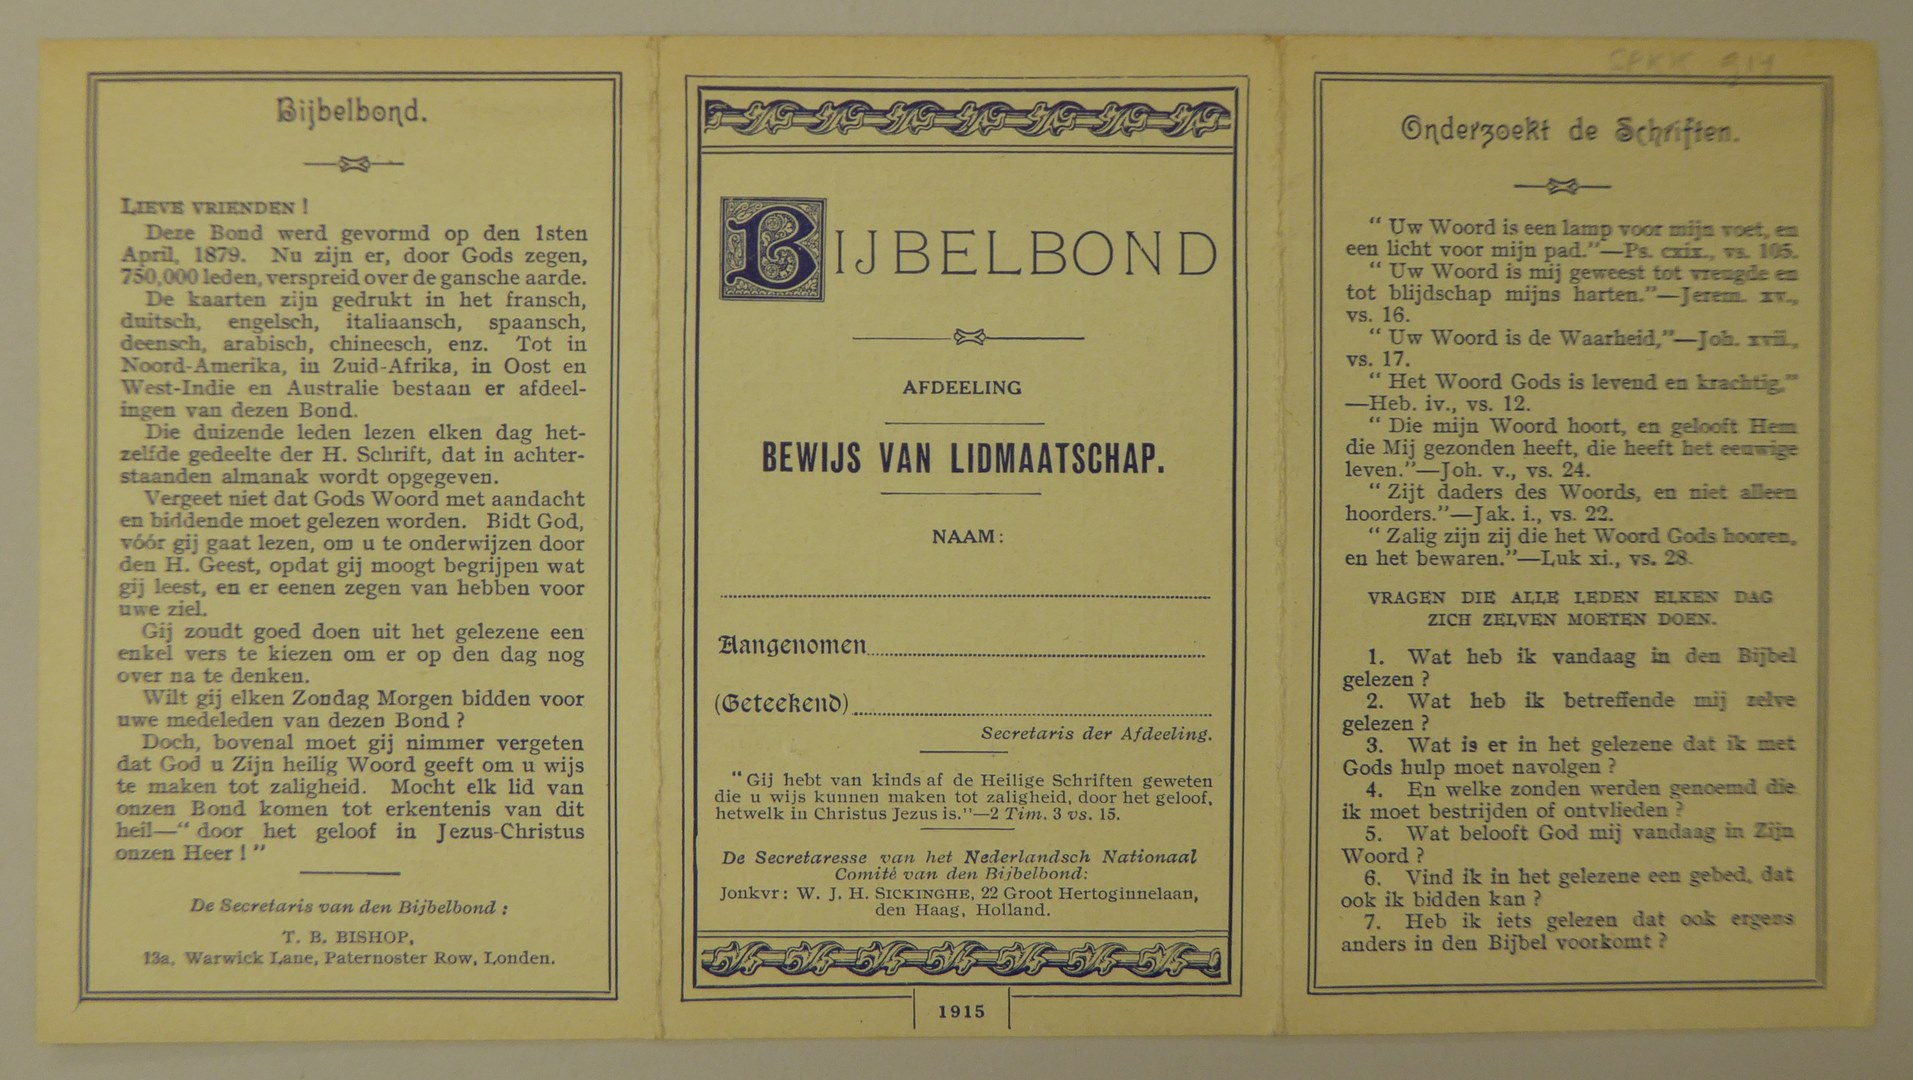 Bijbelbond.
LIEVE VRIENDEN !
Deze Bond werd gevormd op den 1sten
April, 1879. Nu zijn er, door Gods zegen,
750,000 leden, verspreid over de gansche aarde.
De kaarten zijn gedrukt in het fransch,
duitsch, engelsch, italiaansch, spaansch,
deensch, arabisch, chineesch, enz. Tot in
Noord-Amerika, in Zuid-Afrika, in Oost en
West-Indie en Australie bestaan er afdeel-
ingen van dezen Bond.
Die duizende leden lezen elken dag het-
zelfde gedeelte der H. Schrift, dat in achter-
staanden almanak wordt opgegeven.
Vergeet niet dat Gods Woord met aandacht
en biddende moet gelezen worden. Bidt God,
vóór gij gaat lezen, om u te onderwijzen door
den H. Geest, opdat gij moogt begrijpen wat
gij leest, en er eenen zegen van hebben voor
uwe ziel.
Gij zoudt goed doen uit het gelezene een
enkel vers te kiezen om er op den dag nog
over na te denken.
Wilt gij elken Zondag Morgen bidden voor
uwe medeleden van dezen Bond ?
Doch, bovenal moet gij nimmer vergeten
dat God u Zijn heilig Woord geeft om u wijs
te maken tot zaligheid. Mocht elk lid van
onzen Bond komen tot erkentenis van dit
heil—“ door het geloof in Jezus-Christus
onzen Heer ! ”
De Secretaris van den Bijbelbond :
T. B. BISHOP,
13a, Warwick Lane, Paternoster Row, Londen.
BIJBELBOND
AFDEELING
BEWIJS VAN LIDMAATSCHAP.
NAAM:
Aangenomen
(Geteekend)
Secretaris der Afdeeling.
“ Gij hebt van kinds af de Heilige Schriften geweten
die u wijs kunnen maken tot zaligheid, door het geloof,
hetwelk in Christus Jezus is.”—2 Tim. 3 vs. 15.
De Secretaresse van het Nederlandsch Nationaal
Comité van den Bijbelbond:
Jonkvr: W. J. H. SICKINGHE, 22 Groot Hertoginnelaan,
den Haag, Holland.
1915
Onderzoekt de Schriften.
“ Uw Woord is een lamp voor mijn voet, en
een licht voor mijn pad.”—Ps. cxix., vs. 105.
“ Uw Woord is mij geweest tot vreugde en
tot blijdschap mijns harten.”—Jerem. xv.,
vs. 16.
“ Uw Woord is de Waarheid,”—Joh. xvii.,
vs. 17.
“ Het Woord Gods is levend en krachtig,”
—Heb. iv., vs. 12.
“ Die mijn Woord hoort, en gelooft Hem
die Mij gezonden heeft, die heeft het eeuwige
leven.”—Joh. v., vs. 24.
“ Zijt daders des Woords, en niet alleen
hoorders.”—Jak. i., vs. 22.
“ Zalig zijn zij die het Woord Gods hooren,
en het bewaren.”—Luk xi., vs. 28.
VRAGEN DIE ALLE LEDEN ELKEN DAG
ZICH ZELVEN MOETEN DOEN.
1. Wat heb ik vandaag in den Bijbel
gelezen ?
2. Wat heb ik betreffende mij zelve
gelezen ?
3. Wat is er in het gelezene dat ik met
Gods hulp moet navolgen ?
4. En welke zonden werden genoemd die
ik moet bestrijden of ontvlieden ?
5. Wat belooft God mij vandaag in Zijn
Woord ?
6. Vind ik in het gelezene een gebed, dat
ook ik bidden kan ?
7. Heb ik iets gelezen dat ook ergens
anders in den Bijbel voorkomt ?